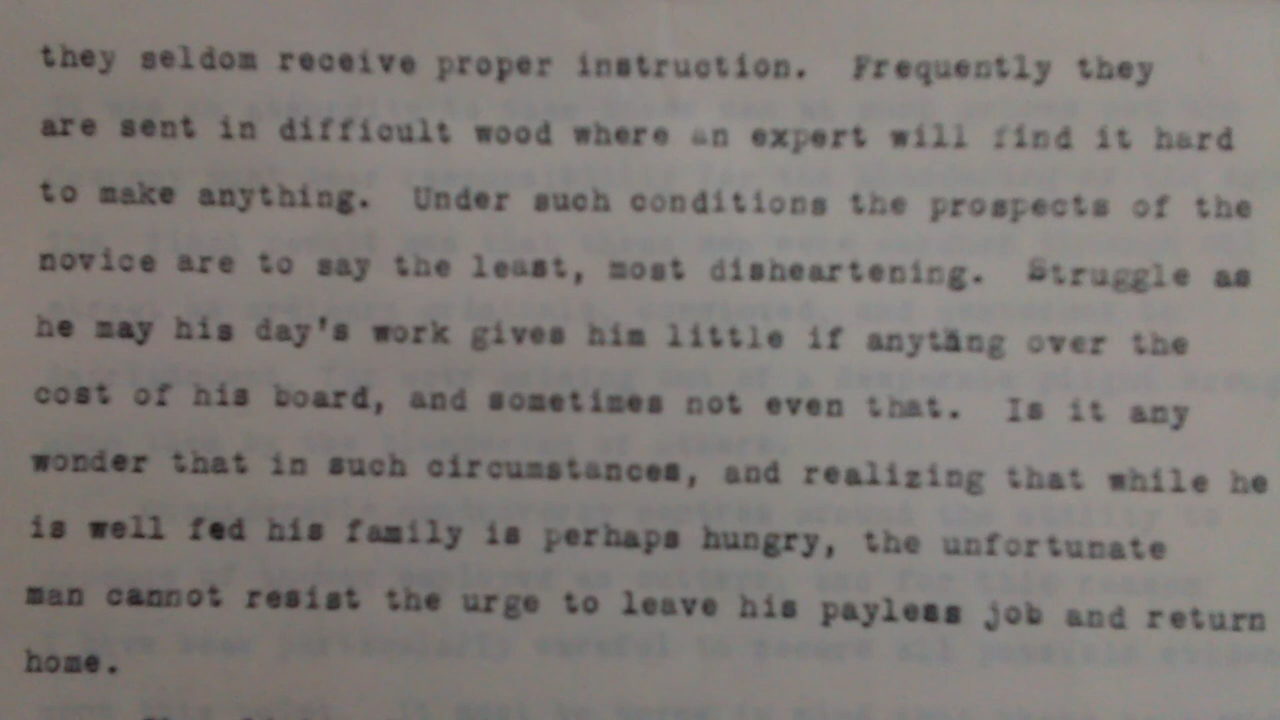 they seldom receive proper instruction.  Frequently they
are sent in difficult wood where an expert will find it hard
to make anything.  Under such conditions the prospects of the
novice are to say the least, most disheartening.  Struggle as
he may his day's work gives him little if anytäng over the
cost of his board, and sometimes not even that.  Is it any
wonder that in such circumstances, and realizing that while he
is well fed his family is perhaps hungry, the unfortunate
man cannot resist the urge to leave his payless job and return
home.